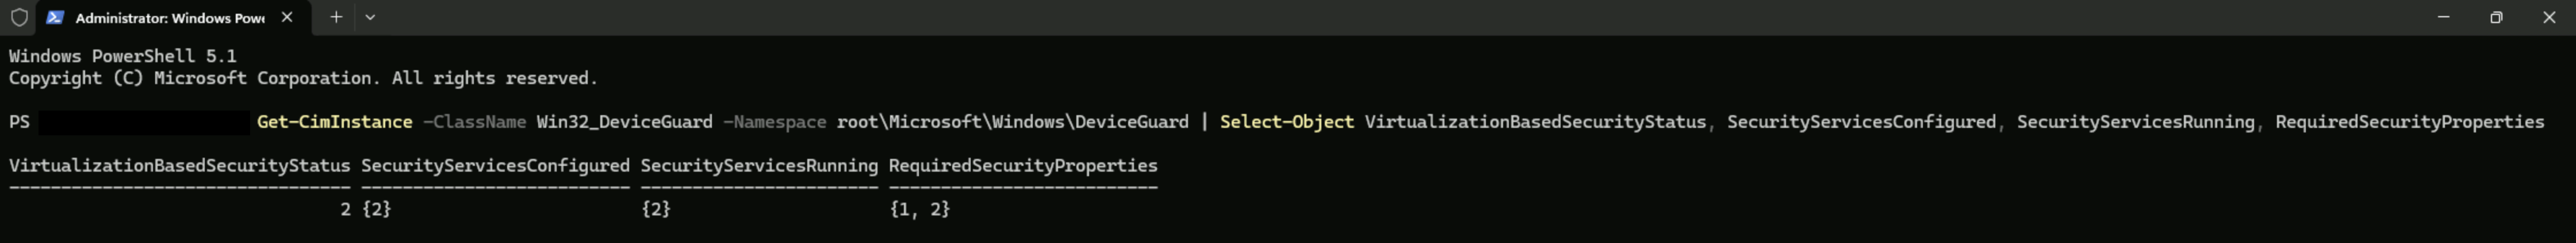 Administrator: Windows Powe
Windows PowerShell 5.1
Copyright (C) Microsoft Corporation. All rights reserved.
PS Get-CimInstance -ClassName Win32_DeviceGuard -Namespace root\Microsoft\Windows\DeviceGuard | Select-Object VirtualizationBasedSecurityStatus, SecurityServicesConfigured, SecurityServicesRunning, RequiredSecurityProperties
VirtualizationBasedSecurityStatus SecurityServicesConfigured SecurityServicesRunning RequiredSecurityProperties
--------------------------------- -------------------------- ----------------------- --------------------------
2 {2} {2} {1, 2}